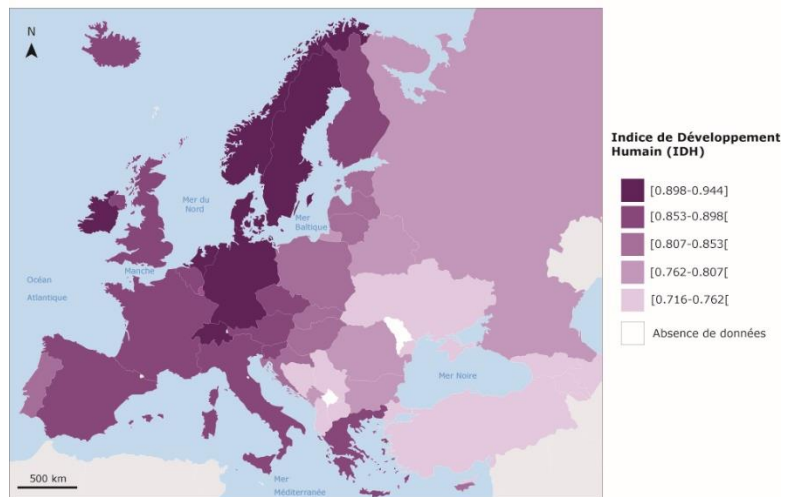 N
Mer du
Nord
Mer
Baltique
Manche
Océan
Atlantique
Mer Noire
Mer
Méditerranée
500 km
Indice de Développement
Humain (IDH)
[0.898-0.944]
[0.853-0.898[
[0.807-0.853[
[0.762-0.807[
[0.716-0.762[
Absence de données